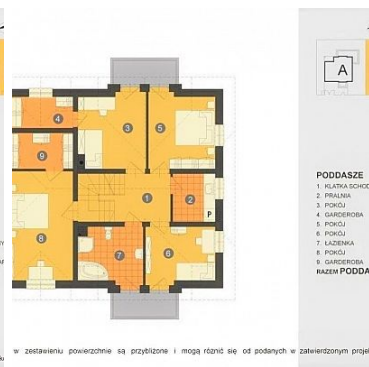 A
3
5
4
9
1
2
P
8
7
6
PODDASZE
1. KLATKA SCHOD
2. PRALNIA
3. POKÓJ
4. GARDEROBA
5. POKÓJ
6. POKÓJ
7. ŁAZIENKA
8. POKÓJ
9. GARDEROBA
RAZEM PODDA
w zestawieniu powierzchnie są przybliżone i mogą różnić się od podanych w zatwierdzonym projek